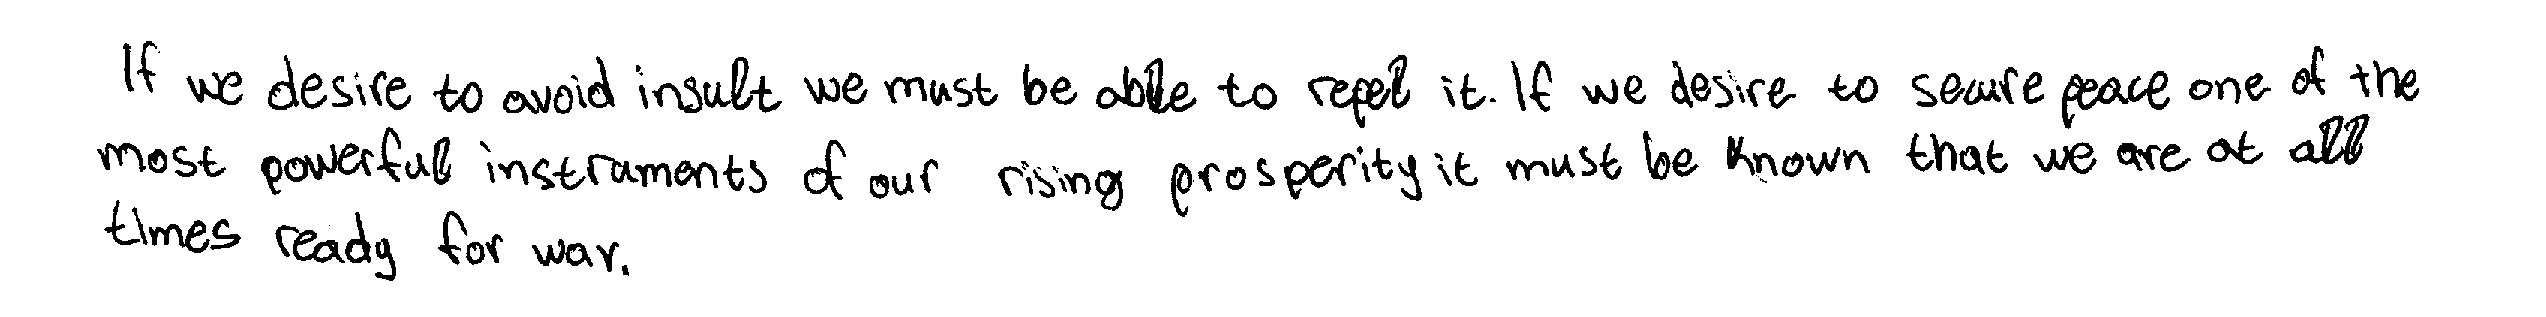 If we desire to avoid insult we must be able to repel it. If we desire to secure peace one of the
most powerful instruments of our rising prosperity it must be known that we are at all
times ready for war.